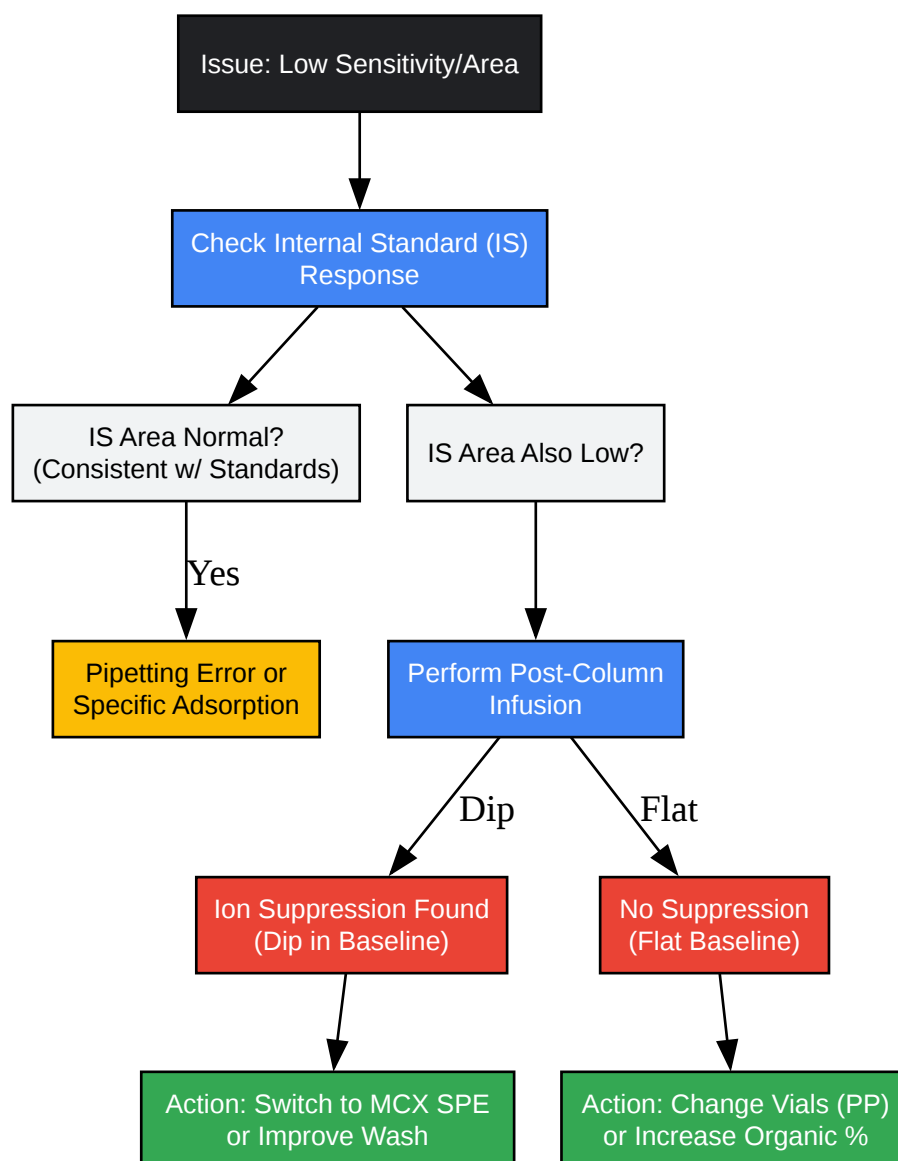 Issue: Low Sensitivity/Area
Check Internal Standard (IS)
Response
IS Area Normal?
(Consistent w/ Standards)
IS Area Also Low?
Yes
Pipetting Error or
Specific Adsorption
Perform Post-Column
Infusion
Dip
Flat
Ion Suppression Found
(Dip in Baseline)
No Suppression
(Flat Baseline)
Action: Switch to MCX SPE
or Improve Wash
Action: Change Vials (PP)
or Increase Organic %